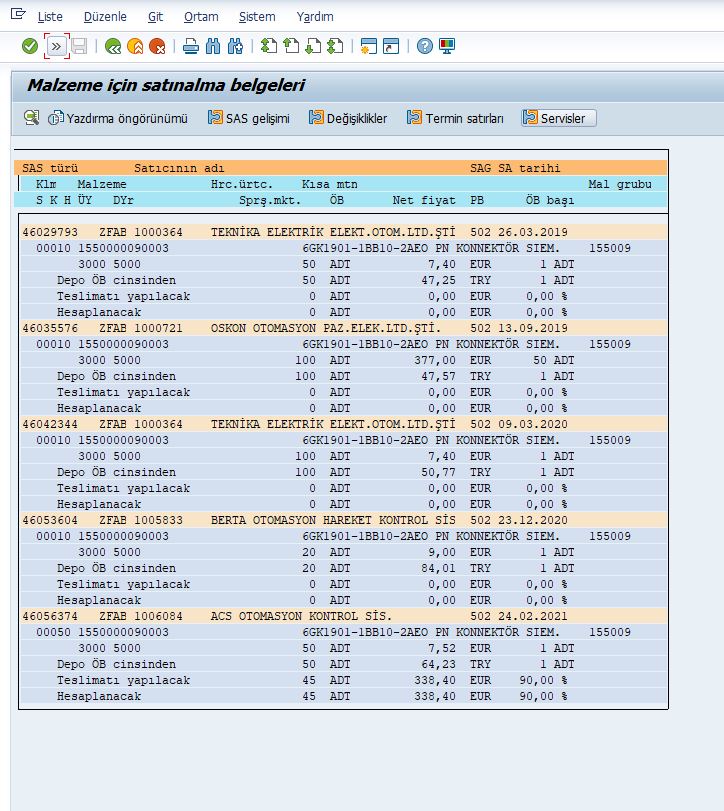 Liste Düzenle Git Ortam Sistem Yardım
Malzeme için satınalma belgeleri
Yazdırma öngörünümü SAS gelişimi Değişiklikler Termin satırları Servisler
SAS türü Satıcının adı SAG SA tarihi
Klm Malzeme Hrc.ürtc. Kısa mtn Mal grubu
S K H ÜY DYr Sprş.mkt. ÖB Net fiyat PB ÖB başı
46029793 ZFAB 1000364 TEKNİKA ELEKTRİK ELEKT.OTOM.LTD.ŞTİ 502 26.03.2019
00010 1550000090003 6GK1901-1BB10-2AE0 PN KONNEKTÖR SIEM. 155009
3000 5000 50 ADT 7,40 EUR 1 ADT
Depo ÖB cinsinden 50 ADT 47,25 TRY 1 ADT
Teslimatı yapılacak 0 ADT 0,00 EUR 0,00 %
Hesaplanacak 0 ADT 0,00 EUR 0,00 %
46035576 ZFAB 1000721 OSKON OTOMASYON PAZ.ELEK.LTD.ŞTİ. 502 13.09.2019
00010 1550000090003 6GK1901-1BB10-2AE0 PN KONNEKTÖR SIEM. 155009
3000 5000 100 ADT 377,00 EUR 50 ADT
Depo ÖB cinsinden 100 ADT 47,57 TRY 1 ADT
Teslimatı yapılacak 0 ADT 0,00 EUR 0,00 %
Hesaplanacak 0 ADT 0,00 EUR 0,00 %
46042344 ZFAB 1000364 TEKNİKA ELEKTRİK ELEKT.OTOM.LTD.ŞTİ 502 09.03.2020
00010 1550000090003 6GK1901-1BB10-2AE0 PN KONNEKTÖR SIEM. 155009
3000 5000 100 ADT 7,40 EUR 1 ADT
Depo ÖB cinsinden 100 ADT 50,77 TRY 1 ADT
Teslimatı yapılacak 0 ADT 0,00 EUR 0,00 %
Hesaplanacak 0 ADT 0,00 EUR 0,00 %
46053604 ZFAB 1005833 BERTA OTOMASYON HAREKET KONTROL SİS 502 23.12.2020
00010 1550000090003 6GK1901-1BB10-2AE0 PN KONNEKTÖR SIEM. 155009
3000 5000 20 ADT 9,00 EUR 1 ADT
Depo ÖB cinsinden 20 ADT 84,01 TRY 1 ADT
Teslimatı yapılacak 0 ADT 0,00 EUR 0,00 %
Hesaplanacak 0 ADT 0,00 EUR 0,00 %
46056374 ZFAB 1006084 ACS OTOMASYON KONTROL SİS. 502 24.02.2021
00050 1550000090003 6GK1901-1BB10-2AE0 PN KONNEKTÖR SIEM. 155009
3000 5000 50 ADT 7,52 EUR 1 ADT
Depo ÖB cinsinden 50 ADT 64,23 TRY 1 ADT
Teslimatı yapılacak 45 ADT 338,40 EUR 90,00 %
Hesaplanacak 45 ADT 338,40 EUR 90,00 %